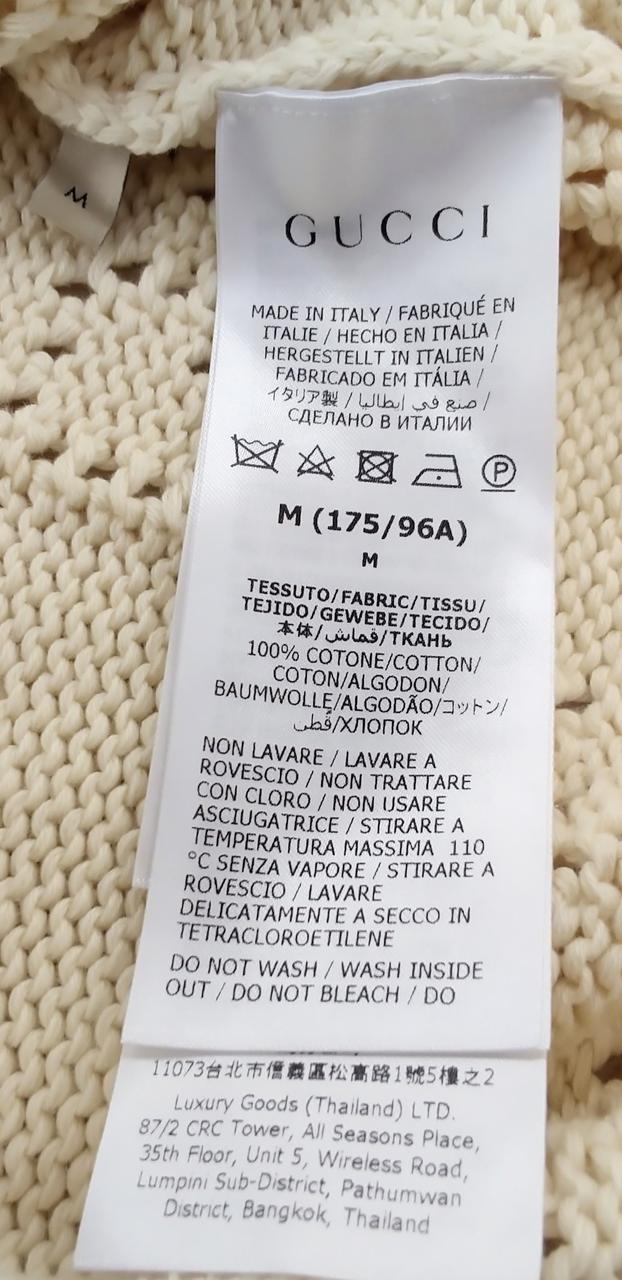 M
GUCCI
MADE IN ITALY / FABRIQUÉ EN
ITALIE / HECHO EN ITALIA /
HERGESTELLT IN ITALIEN /
FABRICADO EM ITÁLIA /
イタリア製 / صنع في إيطاليا /
СДЕЛАНО В ИТАЛИИ
P
M (175/96A)
M
TESSUTO/FABRIC/TISSU/
TEJIDO/GEWEBE/TECIDO/
本体/قماش/ТКАНЬ
100% COTONE/COTTON/
COTON/ALGODON/
BAUMWOLLE/ALGODÃO/コットン/
قطن/ХЛОПОК
NON LAVARE / LAVARE A
ROVESCIO / NON TRATTARE
CON CLORO / NON USARE
ASCIUGATRICE / STIRARE A
TEMPERATURA MASSIMA 110
°C SENZA VAPORE / STIRARE A
ROVESCIO / LAVARE
DELICATAMENTE A SECCO IN
TETRACLOROETILENE
DO NOT WASH / WASH INSIDE
OUT / DO NOT BLEACH / DO
11073台北市信義區松高路1號5樓之2
Luxury Goods (Thailand) LTD.
87/2 CRC Tower, All Seasons Place,
35th Floor, Unit 5, Wireless Road,
Lumpini Sub-District, Pathumwan
District, Bangkok, Thailand